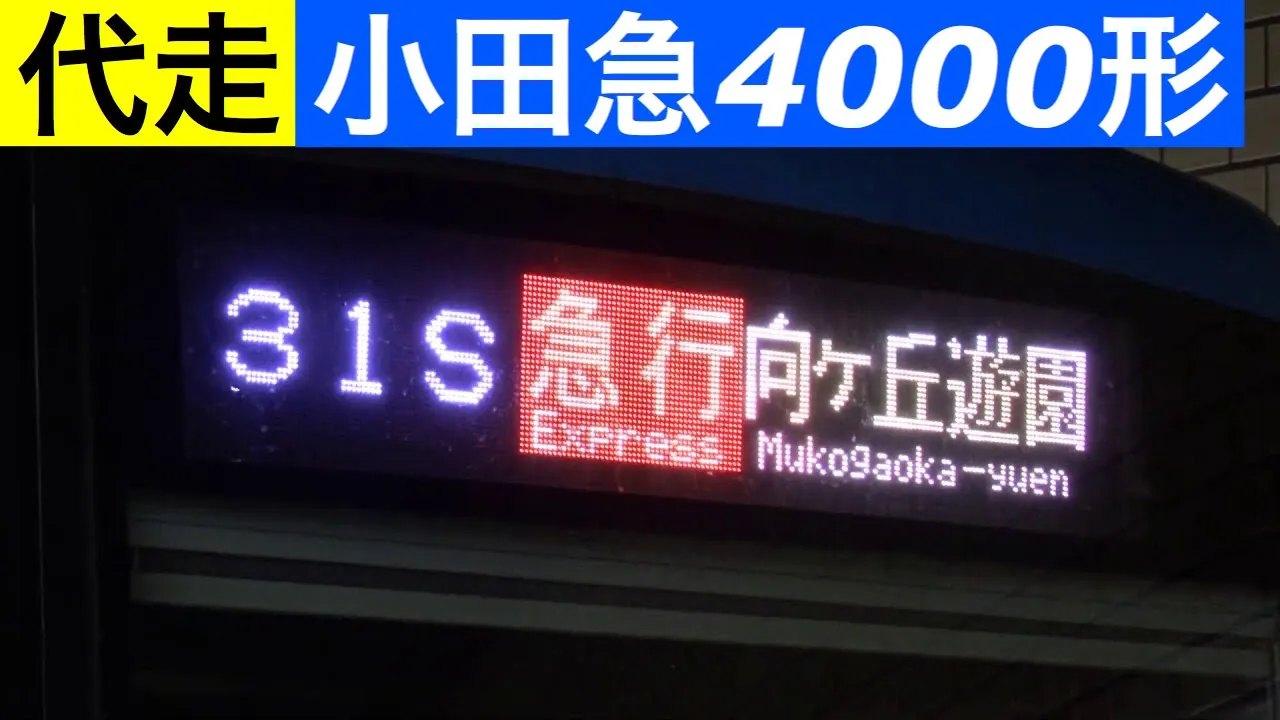 代走 小田急4000形
31S 急行 向ヶ丘遊園
Express Mukogaoka-yuen